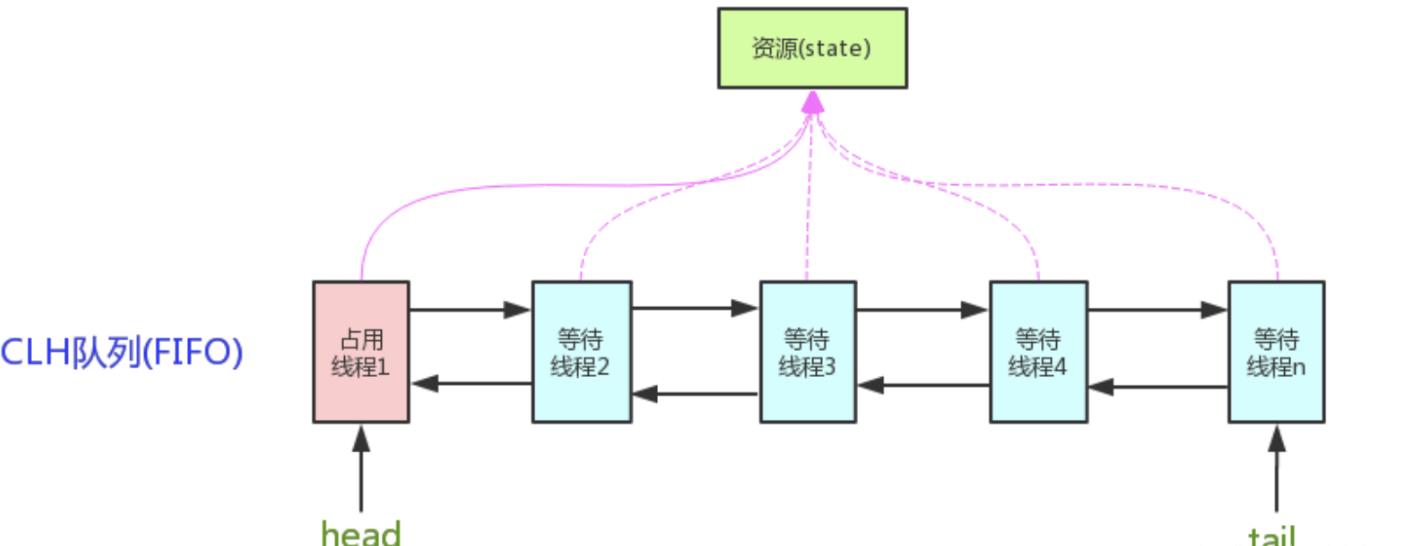 资源(state)
CLH队列(FIFO)
占用
线程1
等待
线程2
等待
线程3
等待
线程4
等待
线程n
head
tail